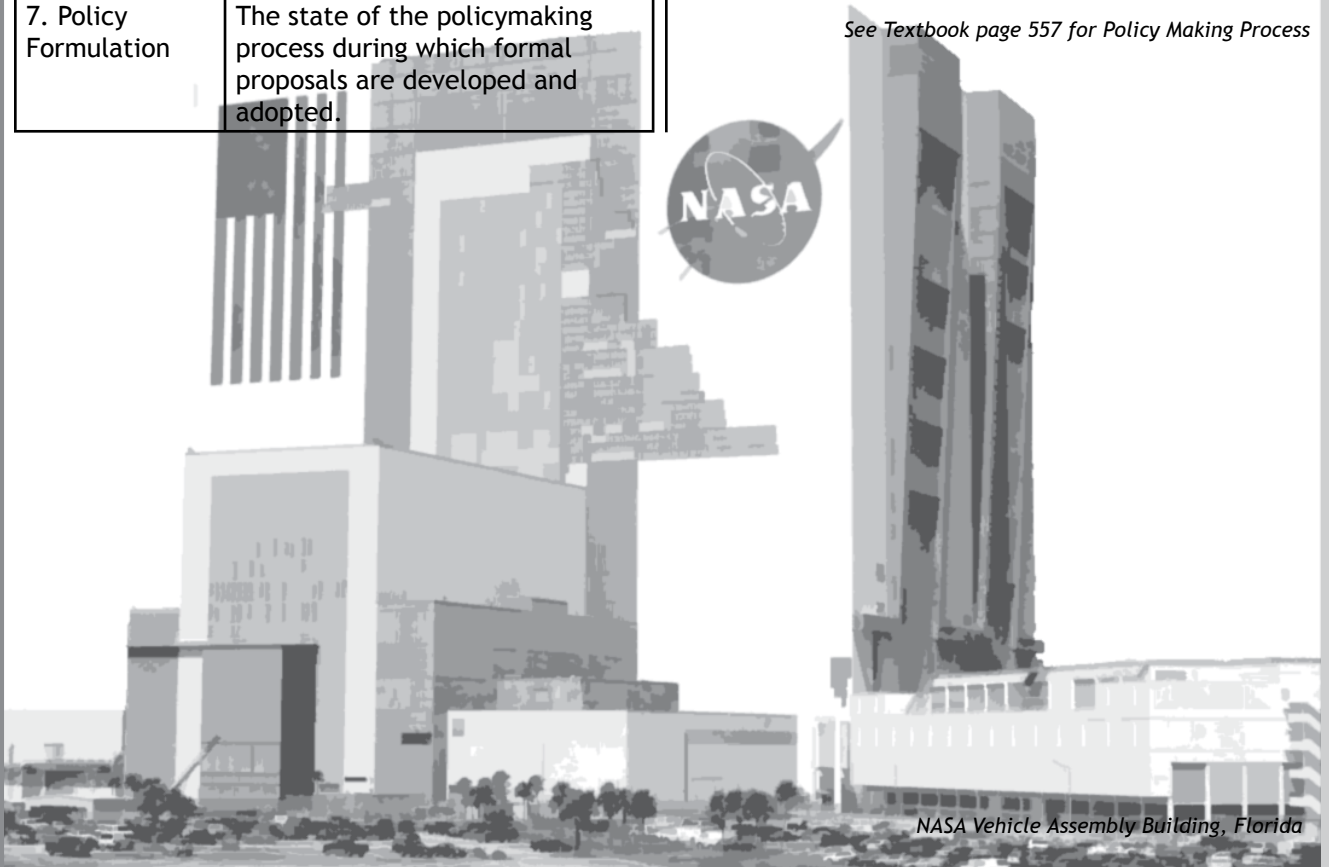 7. Policy
Formulation
The state of the policymaking
process during which formal
proposals are developed and
adopted.
See Textbook page 557 for Policy Making Process
NASA
NASA Vehicle Assembly Building, Florida